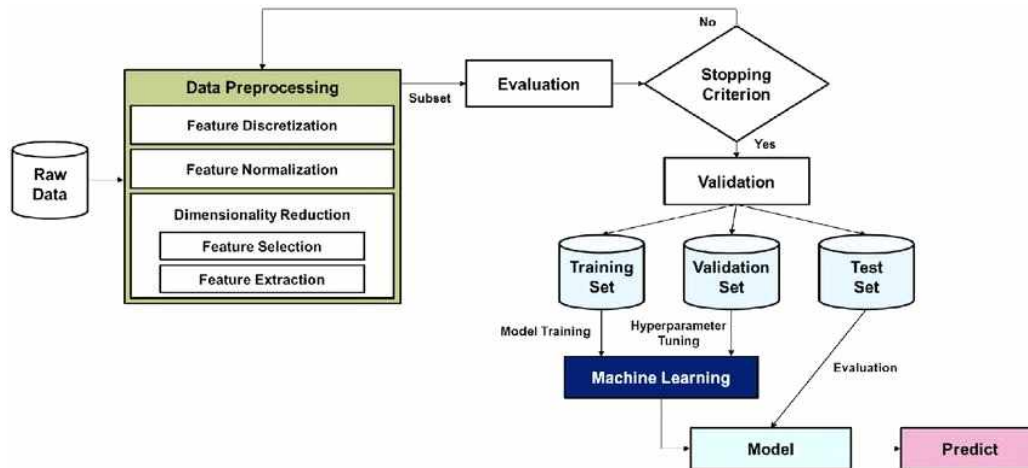 No
Data Preprocessing
Feature Discretization
Feature Normalization
Dimensionality Reduction
Feature Selection
Feature Extraction
Raw
Data
Subset
Evaluation
Stopping
Criterion
Yes
Validation
Training
Set
Validation
Set
Test
Set
Model Training
Hyperparameter
Tuning
Machine Learning
Evaluation
Model
Predict